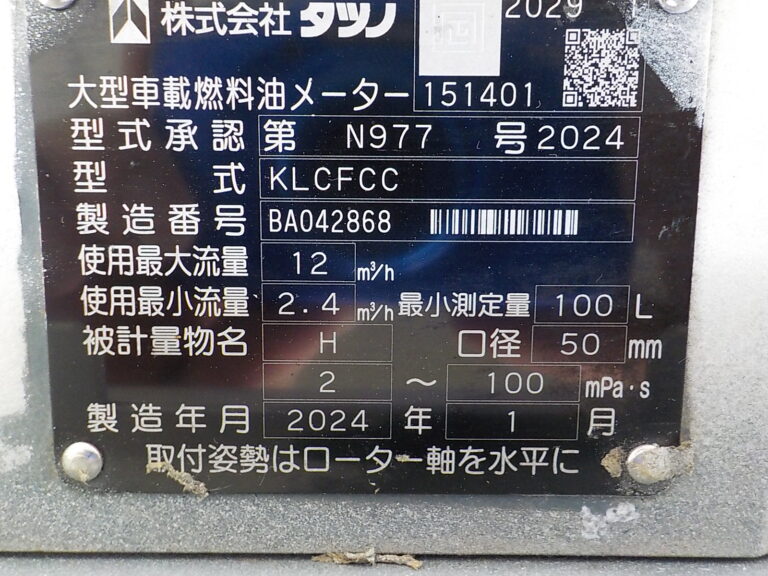 株式会社 タツノ 2029 1
大型車載燃料油メーター 151401
型式承認 第 N977 号2024
型式 KLCFCC
製造番号 BA042868
使用最大流量 12 m³/h
使用最小流量 2.4 m³/h 最小測定量 100 L
被計量物名 H 口径 50 mm
2 ～ 100 mPa·s
製造年月 2024 年 1 月
取付姿勢はローター軸を水平に